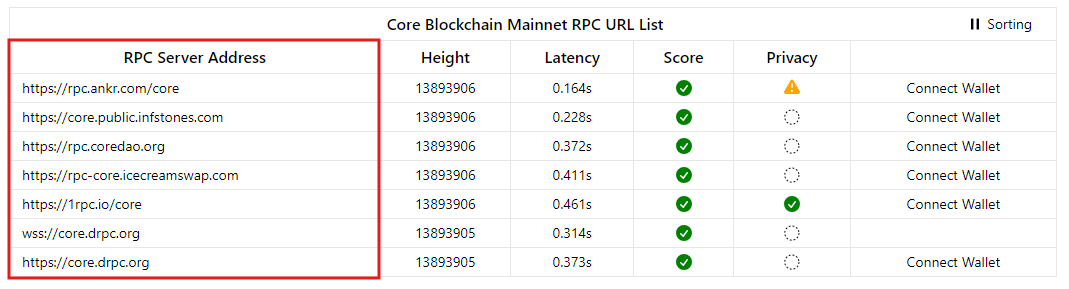 Core Blockchain Mainnet RPC URL List Sorting
RPC Server Address Height Latency Score Privacy
https://rpc.ankr.com/core 13893906 0.164s Connect Wallet
https://core.public.infstones.com 13893906 0.228s Connect Wallet
https://rpc.coredao.org 13893906 0.372s Connect Wallet
https://rpc-core.icecreamswap.com 13893906 0.411s Connect Wallet
https://1rpc.io/core 13893906 0.461s Connect Wallet
wss://core.drpc.org 13893905 0.314s
https://core.drpc.org 13893905 0.373s Connect Wallet